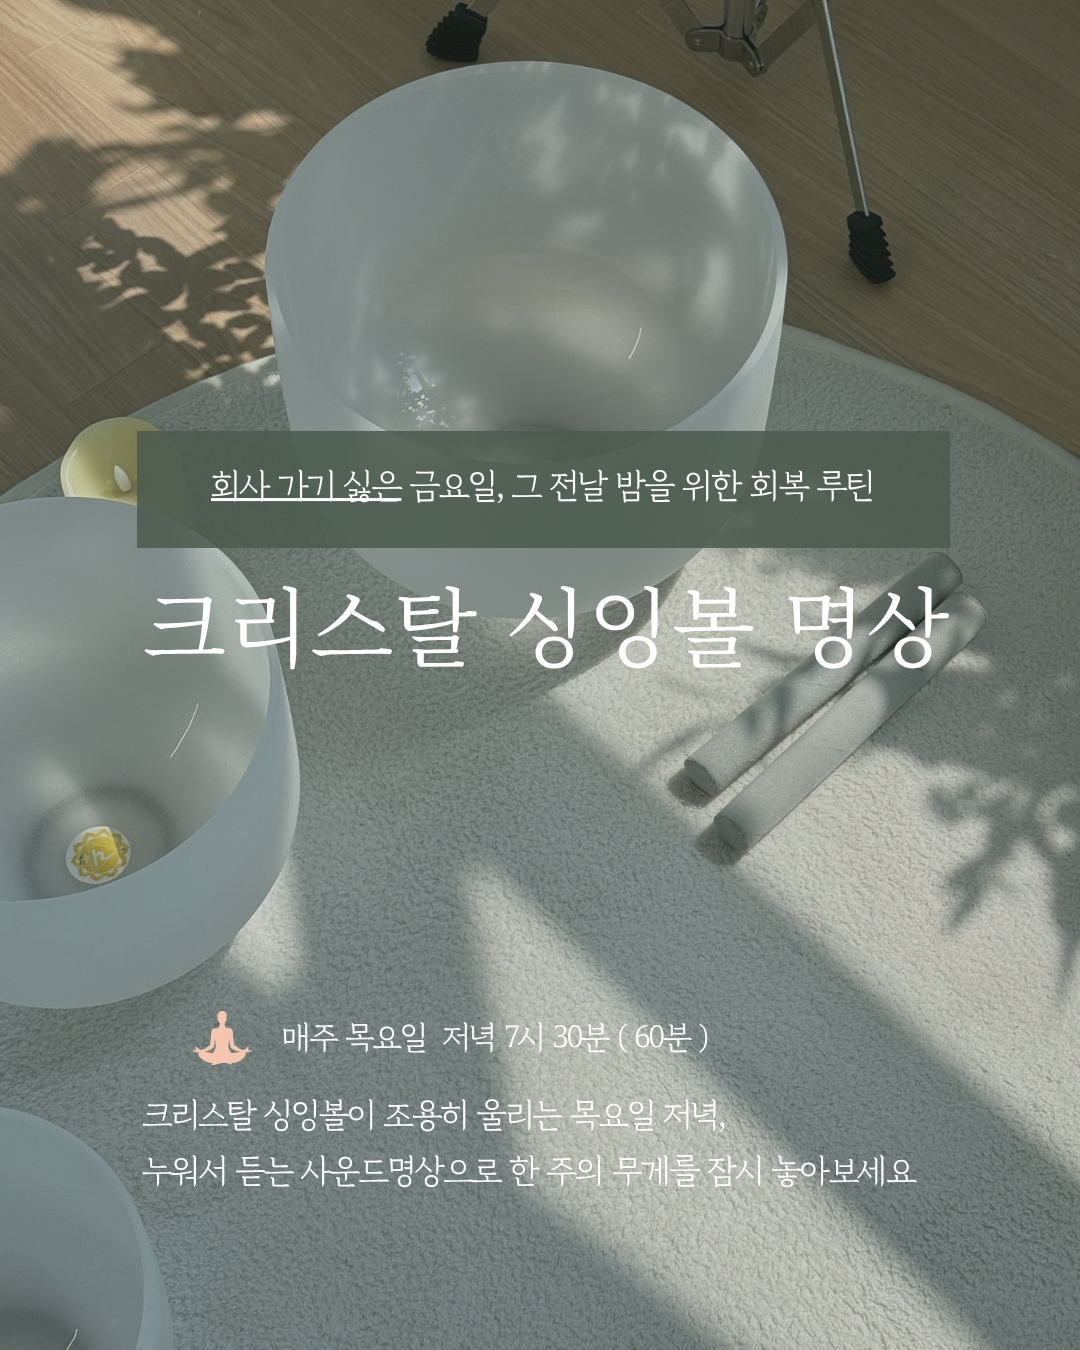 회사 가기 싫은 금요일, 그 전날 밤을 위한 회복 루틴
크리스탈 싱잉볼 명상
매주 목요일 저녁 7시 30분 ( 60분 )
크리스탈 싱잉볼이 조용히 울리는 목요일 저녁,
누워서 듣는 사운드명상으로 한 주의 무게를 잠시 놓아보세요